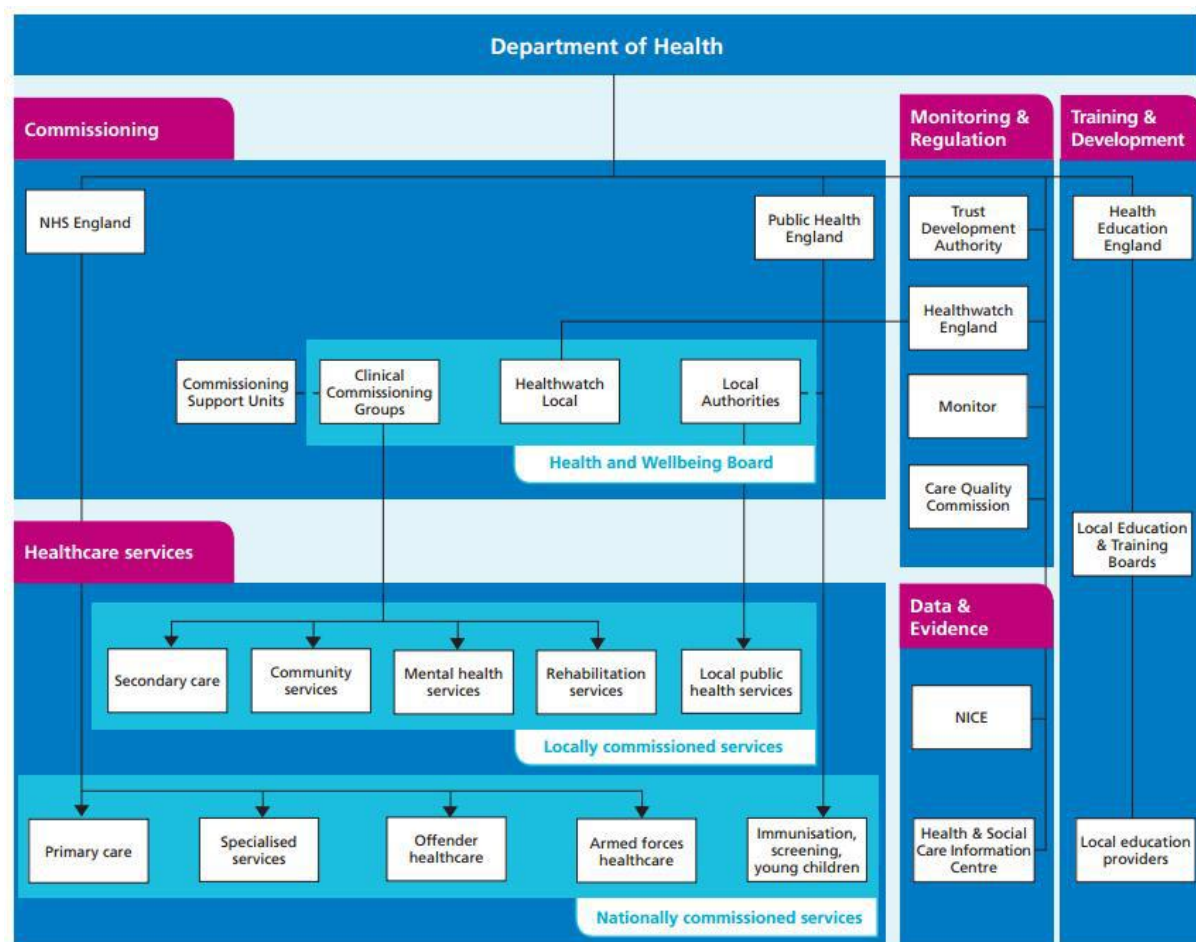 Department of Health
Commissioning
Monitoring &
Regulation
Training &
Development
NHS England
Public Health
England
Trust
Development
Authority
Health
Education
England
Healthwatch
England
Commissioning
Support Units
Clinical
Commissioning
Groups
Healthwatch
Local
Local
Authorities
Monitor
Health and Wellbeing Board
Care Quality
Commission
Local Education
& Training
Boards
Healthcare services
Data &
Evidence
Secondary care
Community
services
Mental health
services
Rehabilitation
services
Local public
health services
NICE
Locally commissioned services
Primary care
Specialised
services
Offender
healthcare
Armed forces
healthcare
Immunisation,
screening,
young children
Health & Social
Care Information
Centre
Local education
providers
Nationally commissioned services